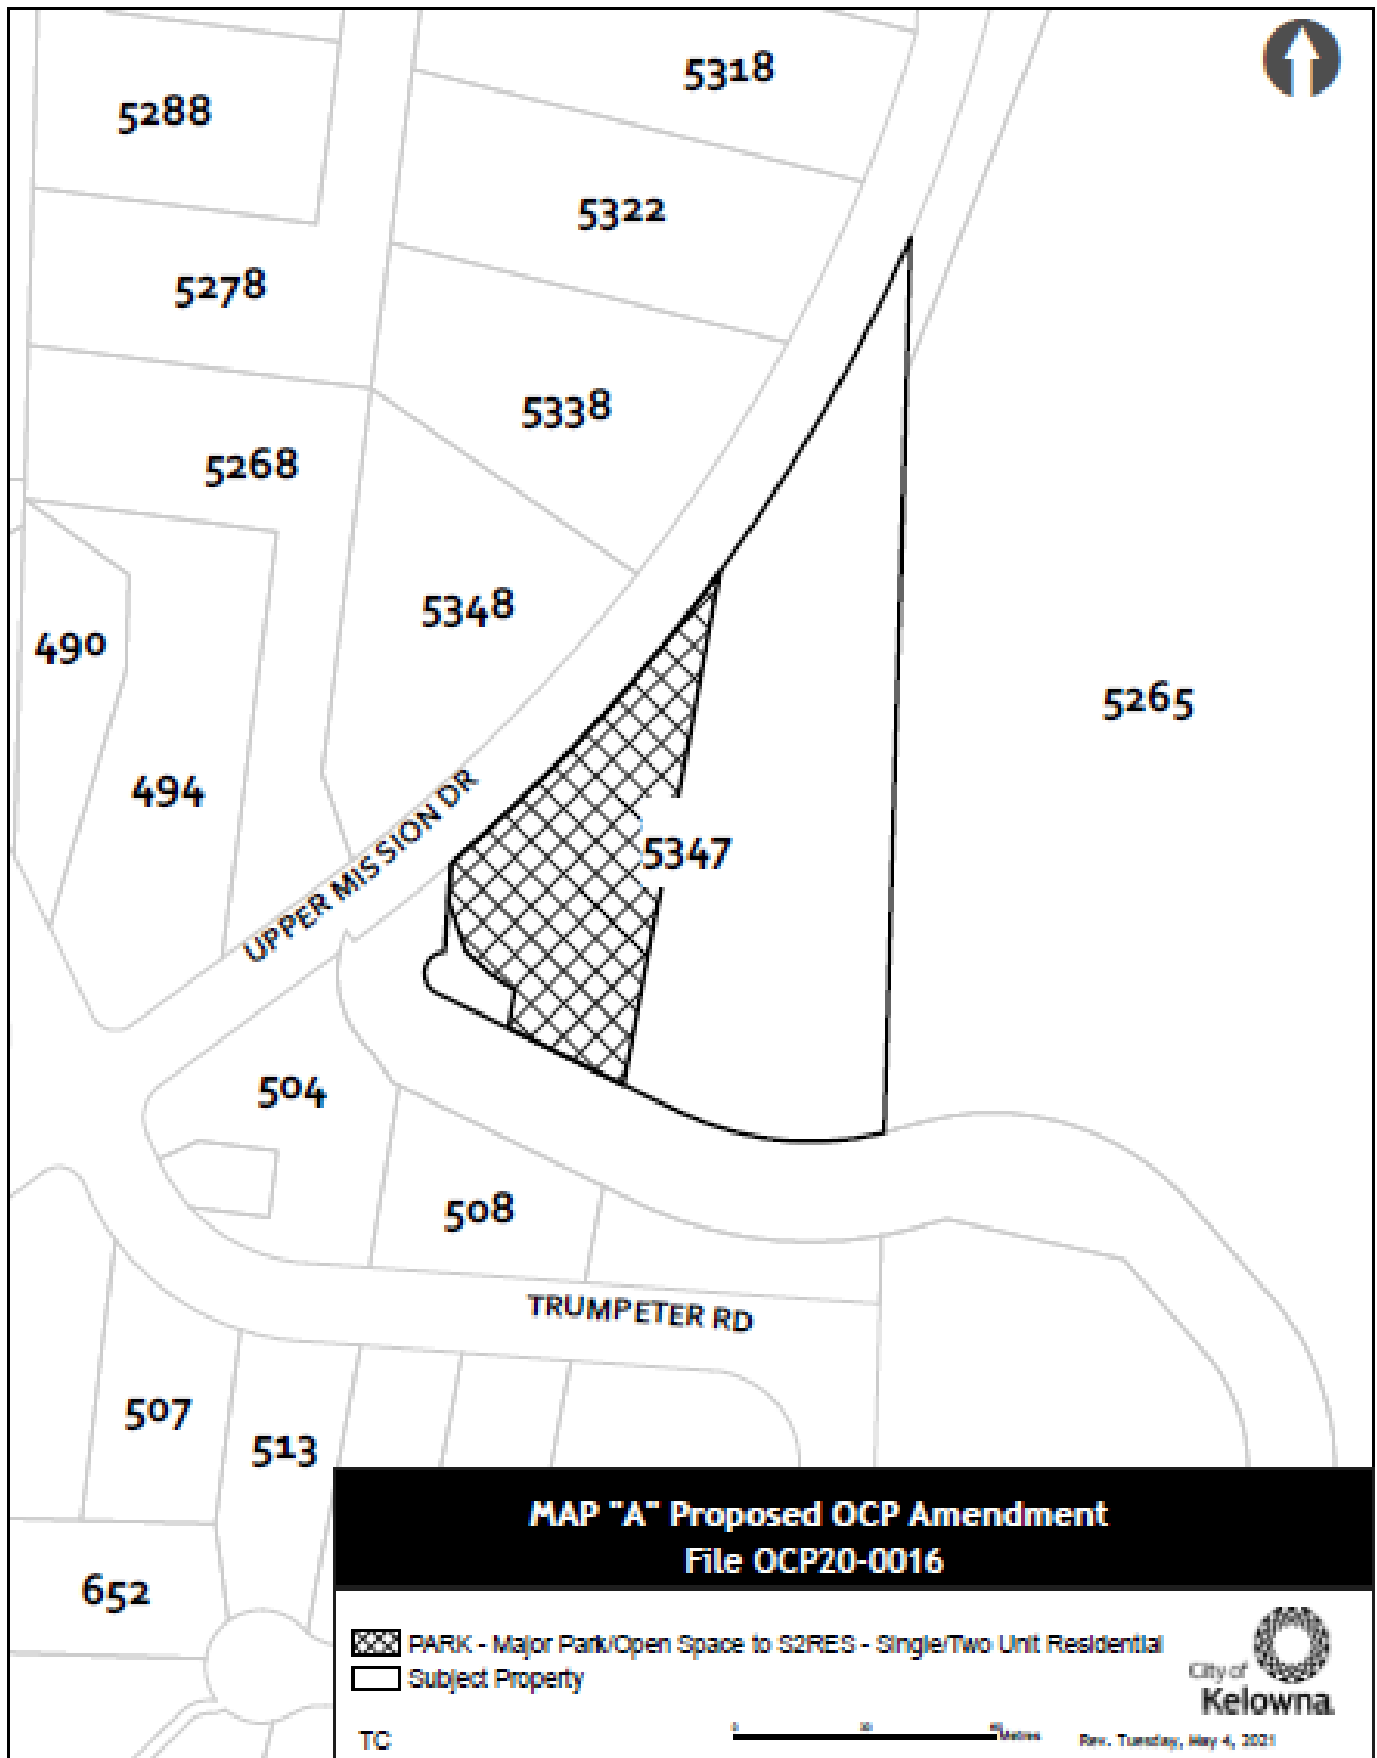 5318
5288
5322
5278
5338
5268
5348
490
5265
494
UPPER MISSION DR
5347
504
508
TRUMPETER RD
507
513
MAP "A" Proposed OCP Amendment
File OCP20-0016
652
PARK - Major Park/Open Space to S2RES - Single/Two Unit Residential
Subject Property
City of
Kelowna
TC
0
Metres
Rev. Tuesday, May 4, 2021